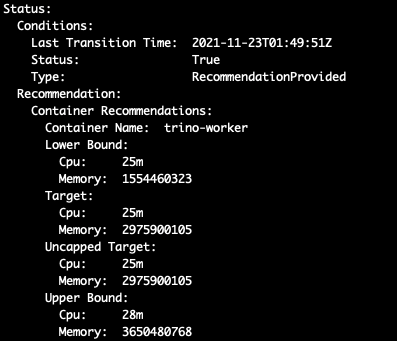 Status:
  Conditions:
    Last Transition Time:  2021-11-23T01:49:51Z
    Status:                True
    Type:                  RecommendationProvided
  Recommendation:
    Container Recommendations:
      Container Name:  trino-worker
      Lower Bound:
        Cpu:     25m
        Memory:  1554460323
      Target:
        Cpu:     25m
        Memory:  2975900105
      Uncapped Target:
        Cpu:     25m
        Memory:  2975900105
      Upper Bound:
        Cpu:     28m
        Memory:  3650480768